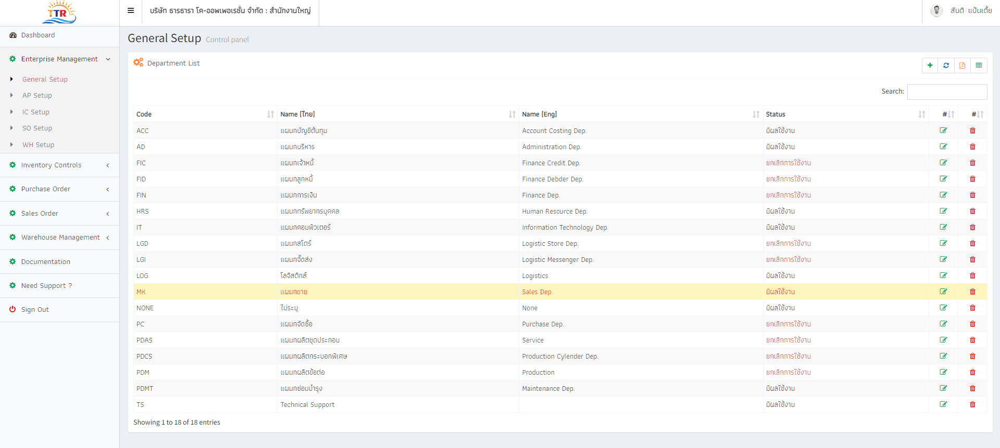 TTR
บริษัท ธารธารา โค-ออพเพอเรชั่น จำกัด : สำนักงานใหญ่
สันติ แป้นเตี้ย
Dashboard
Enterprise Management
General Setup
AP Setup
IC Setup
SO Setup
WH Setup
Inventory Controls
Purchase Order
Sales Order
Warehouse Management
Documentation
Need Support ?
Sign Out
General Setup Control panel
Department List
Search:
Code Name [ไทย] Name [Eng] Status # #
ACC แผนกบัญชีต้นทุน Account Costing Dep. มีผลใช้งาน
AD แผนกบริหาร Administration Dep. มีผลใช้งาน
FIC แผนกเจ้าหนี้ Finance Credit Dep. ยกเลิกการใช้งาน
FID แผนกลูกหนี้ Finance Debder Dep. ยกเลิกการใช้งาน
FIN แผนกการเงิน Finance Dep. ยกเลิกการใช้งาน
HRS แผนกทรัพยากรบุคคล Human Resource Dep. มีผลใช้งาน
IT แผนกคอมพิวเตอร์ Information Technology Dep. มีผลใช้งาน
LGD แผนกสโตร์ Logistic Store Dep. ยกเลิกการใช้งาน
LGI แผนกจัดส่ง Logistic Messenger Dep. ยกเลิกการใช้งาน
LOG โลจิสติกส์ Logistics มีผลใช้งาน
MK แผนกขาย Sales Dep. มีผลใช้งาน
NONE ไม่ระบุ None มีผลใช้งาน
PC แผนกจัดซื้อ Purchase Dep. ยกเลิกการใช้งาน
PDAS แผนกผลิตชุดประกอบ Service ยกเลิกการใช้งาน
PDCS แผนกผลิตกระบอกพิเศษ Production Cylender Dep. ยกเลิกการใช้งาน
PDM แผนกผลิตข้อต่อ Production ยกเลิกการใช้งาน
PDMT แผนกซ่อมบำรุง Maintenance Dep. มีผลใช้งาน
TS Technical Support มีผลใช้งาน
Showing 1 to 18 of 18 entries